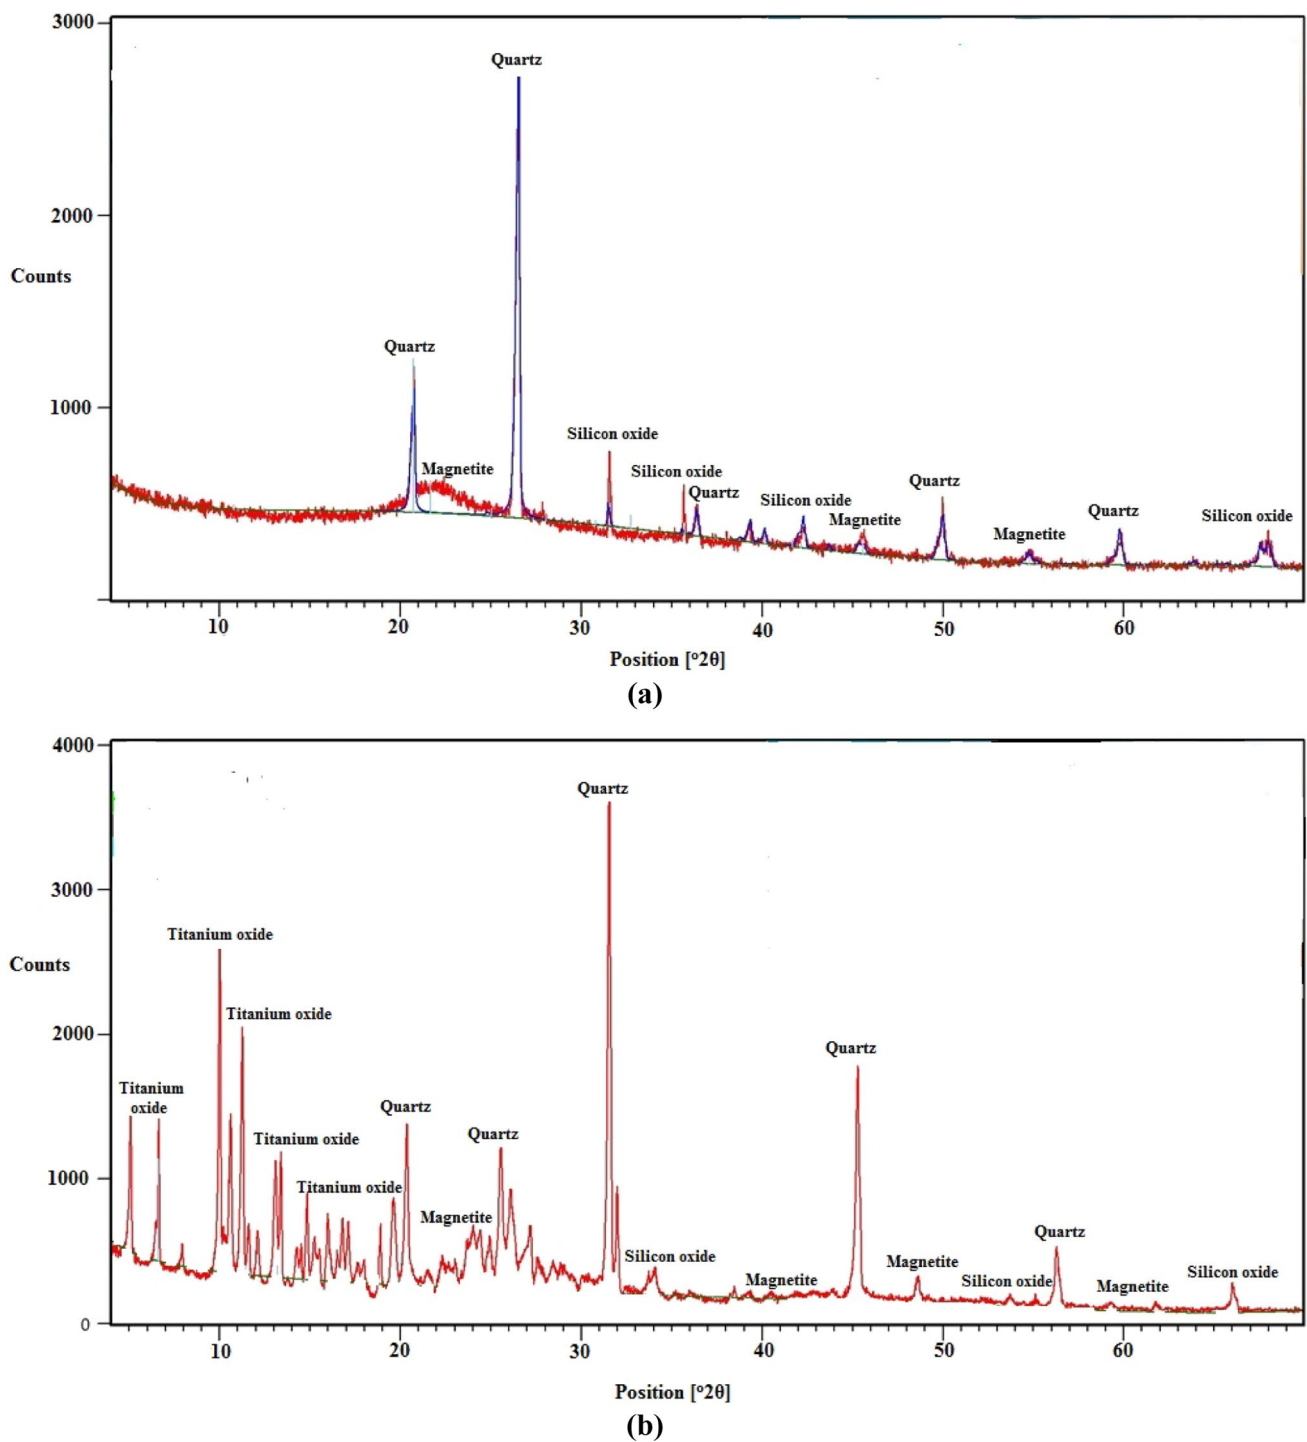 3000
Quartz
2000
Counts
Quartz
1000
Silicon oxide
Magnetite
Silicon oxide
Quartz
Silicon oxide
Magnetite
Quartz
Magnetite
Quartz
Silicon oxide
10
20
30
40
50
60
Position [°2θ]
(a)
4000
Quartz
3000
Titanium oxide
Counts
Titanium oxide
2000
Quartz
Titanium
oxide
Quartz
Quartz
Titanium oxide
1000
Titanium oxide
Magnetite
Silicon oxide
Magnetite
Magnetite
Silicon oxide
Quartz
Magnetite
Silicon oxide
0
10
20
30
40
50
60
Position [°2θ]
(b)